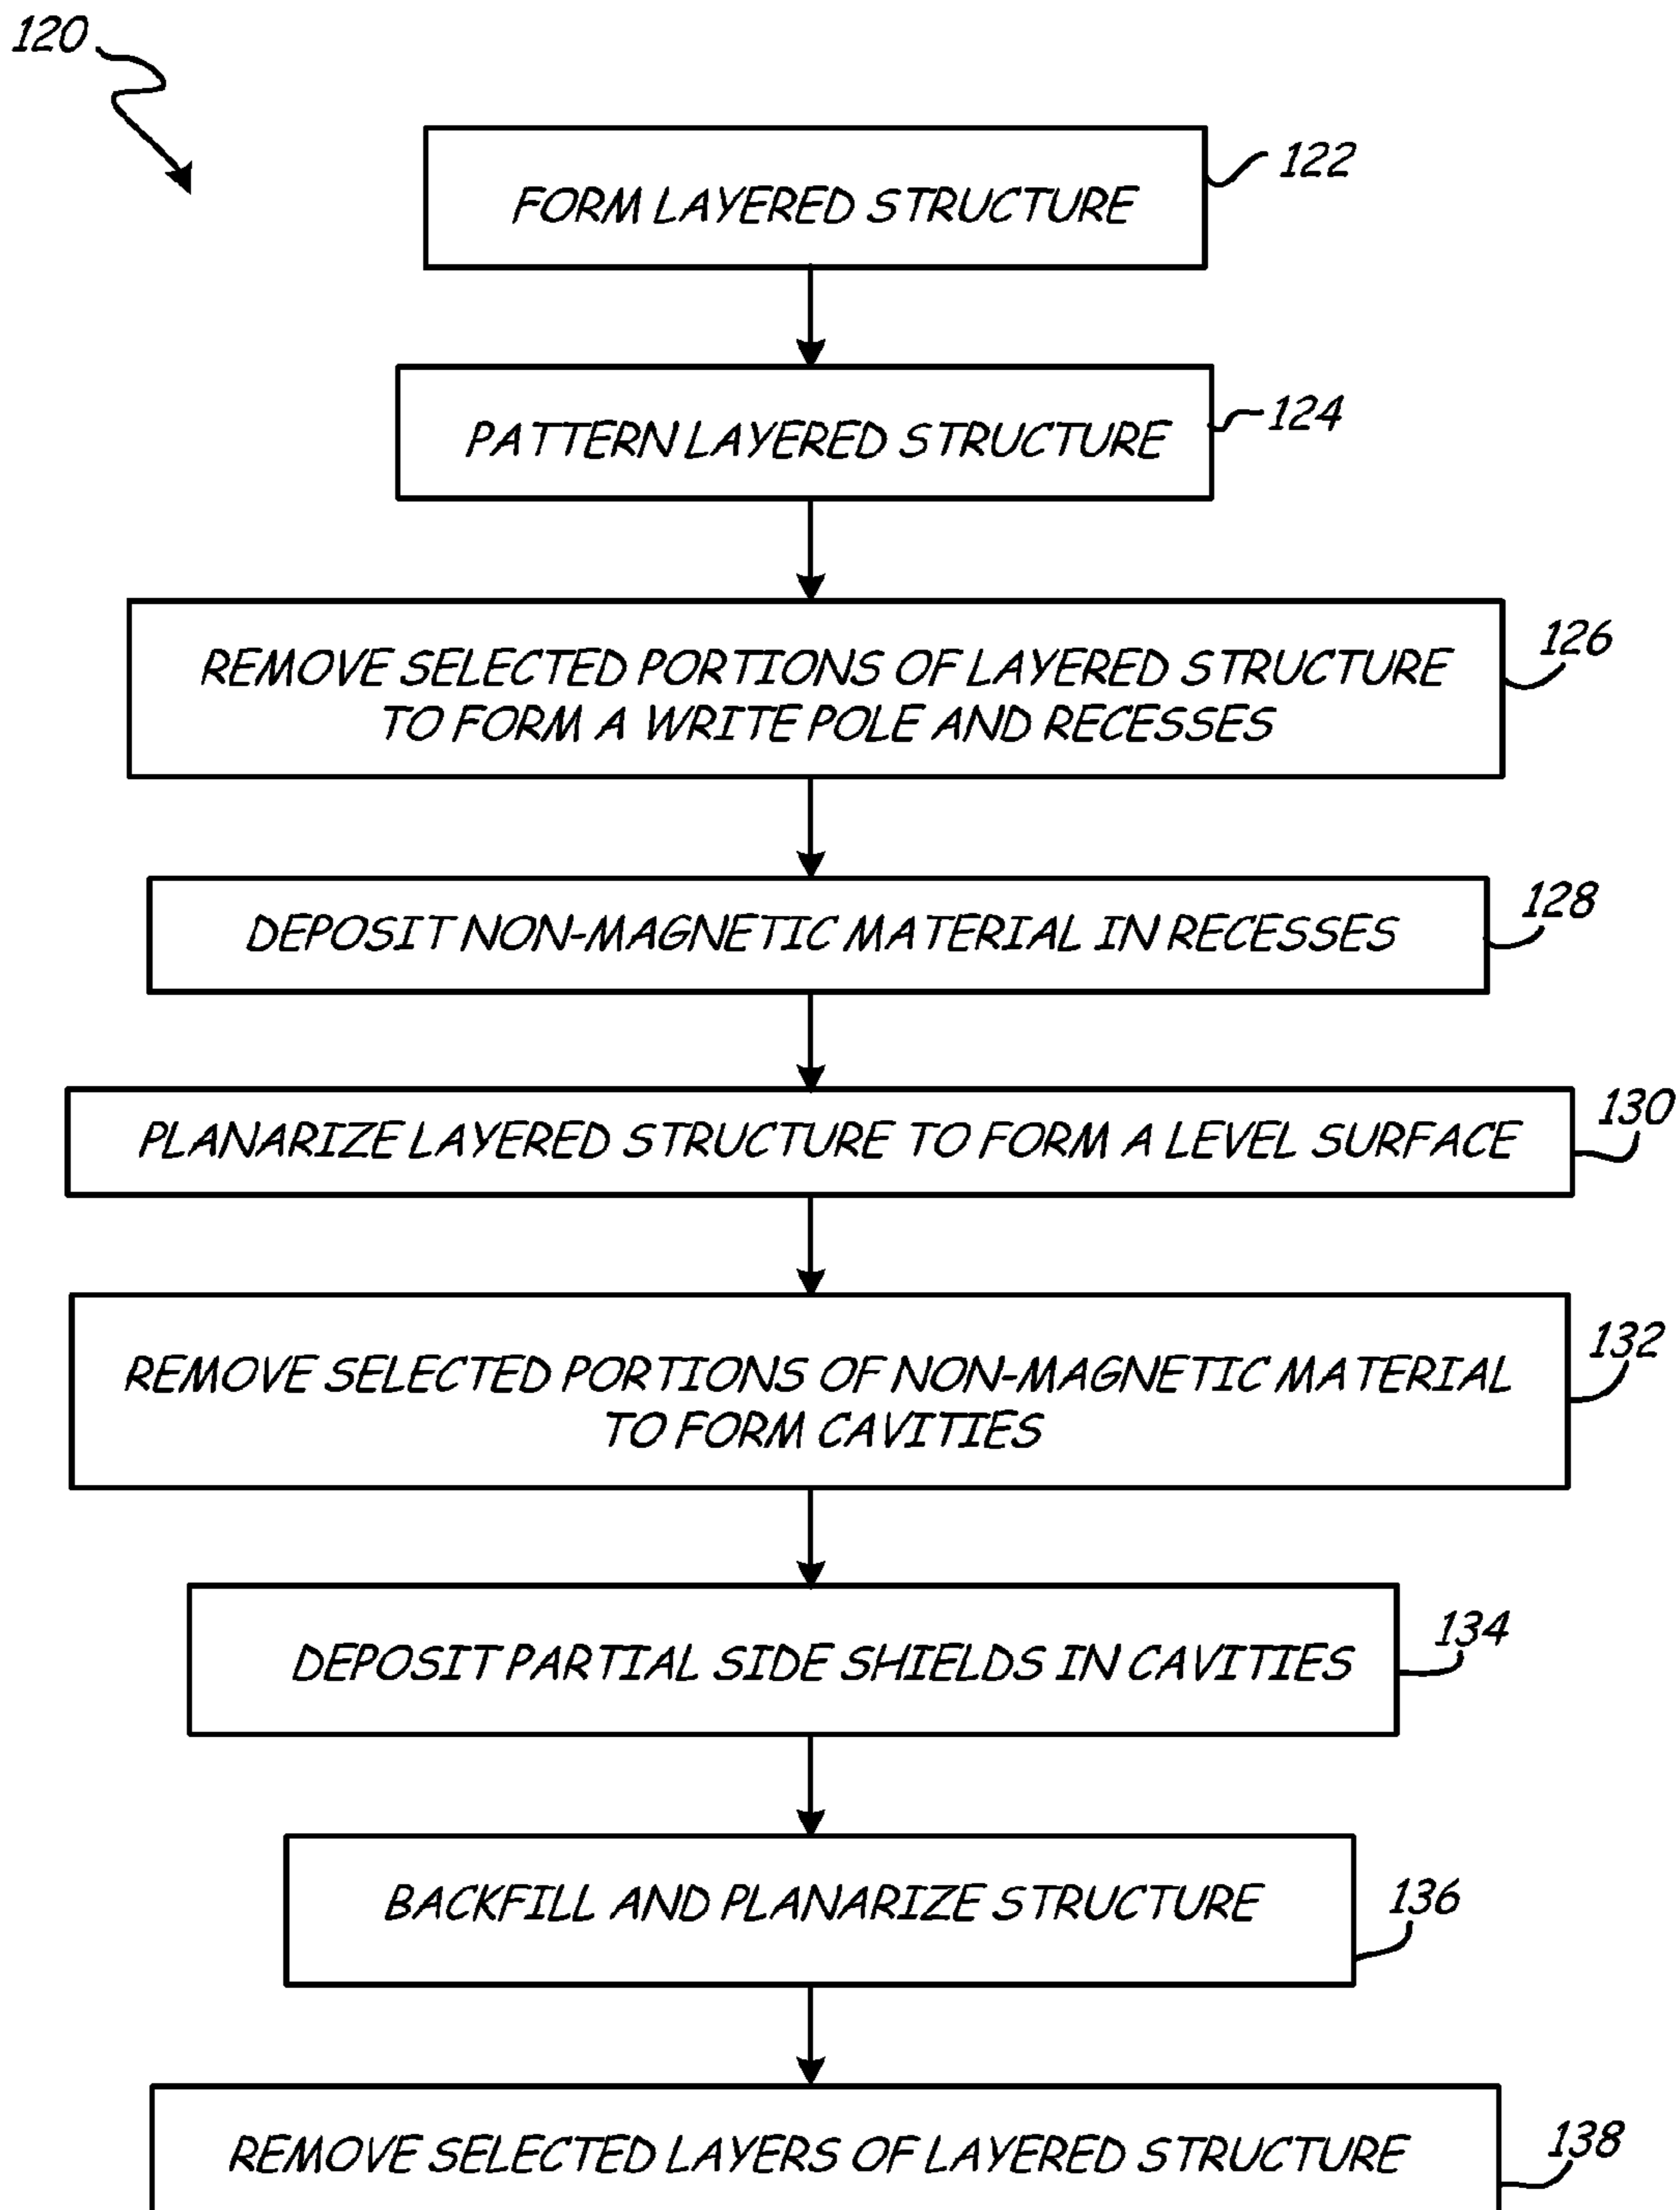 120
FORM LAYERED STRUCTURE
122
PATTERN LAYERED STRUCTURE
124
REMOVE SELECTED PORTIONS OF LAYERED STRUCTURE
TO FORM A WRITE POLE AND RECESSES
126
DEPOSIT NON-MAGNETIC MATERIAL IN RECESSES
128
PLANARIZE LAYERED STRUCTURE TO FORM A LEVEL SURFACE
130
REMOVE SELECTED PORTIONS OF NON-MAGNETIC MATERIAL
TO FORM CAVITIES
132
DEPOSIT PARTIAL SIDE SHIELDS IN CAVITIES
134
BACKFILL AND PLANARIZE STRUCTURE
136
REMOVE SELECTED LAYERS OF LAYERED STRUCTURE
138